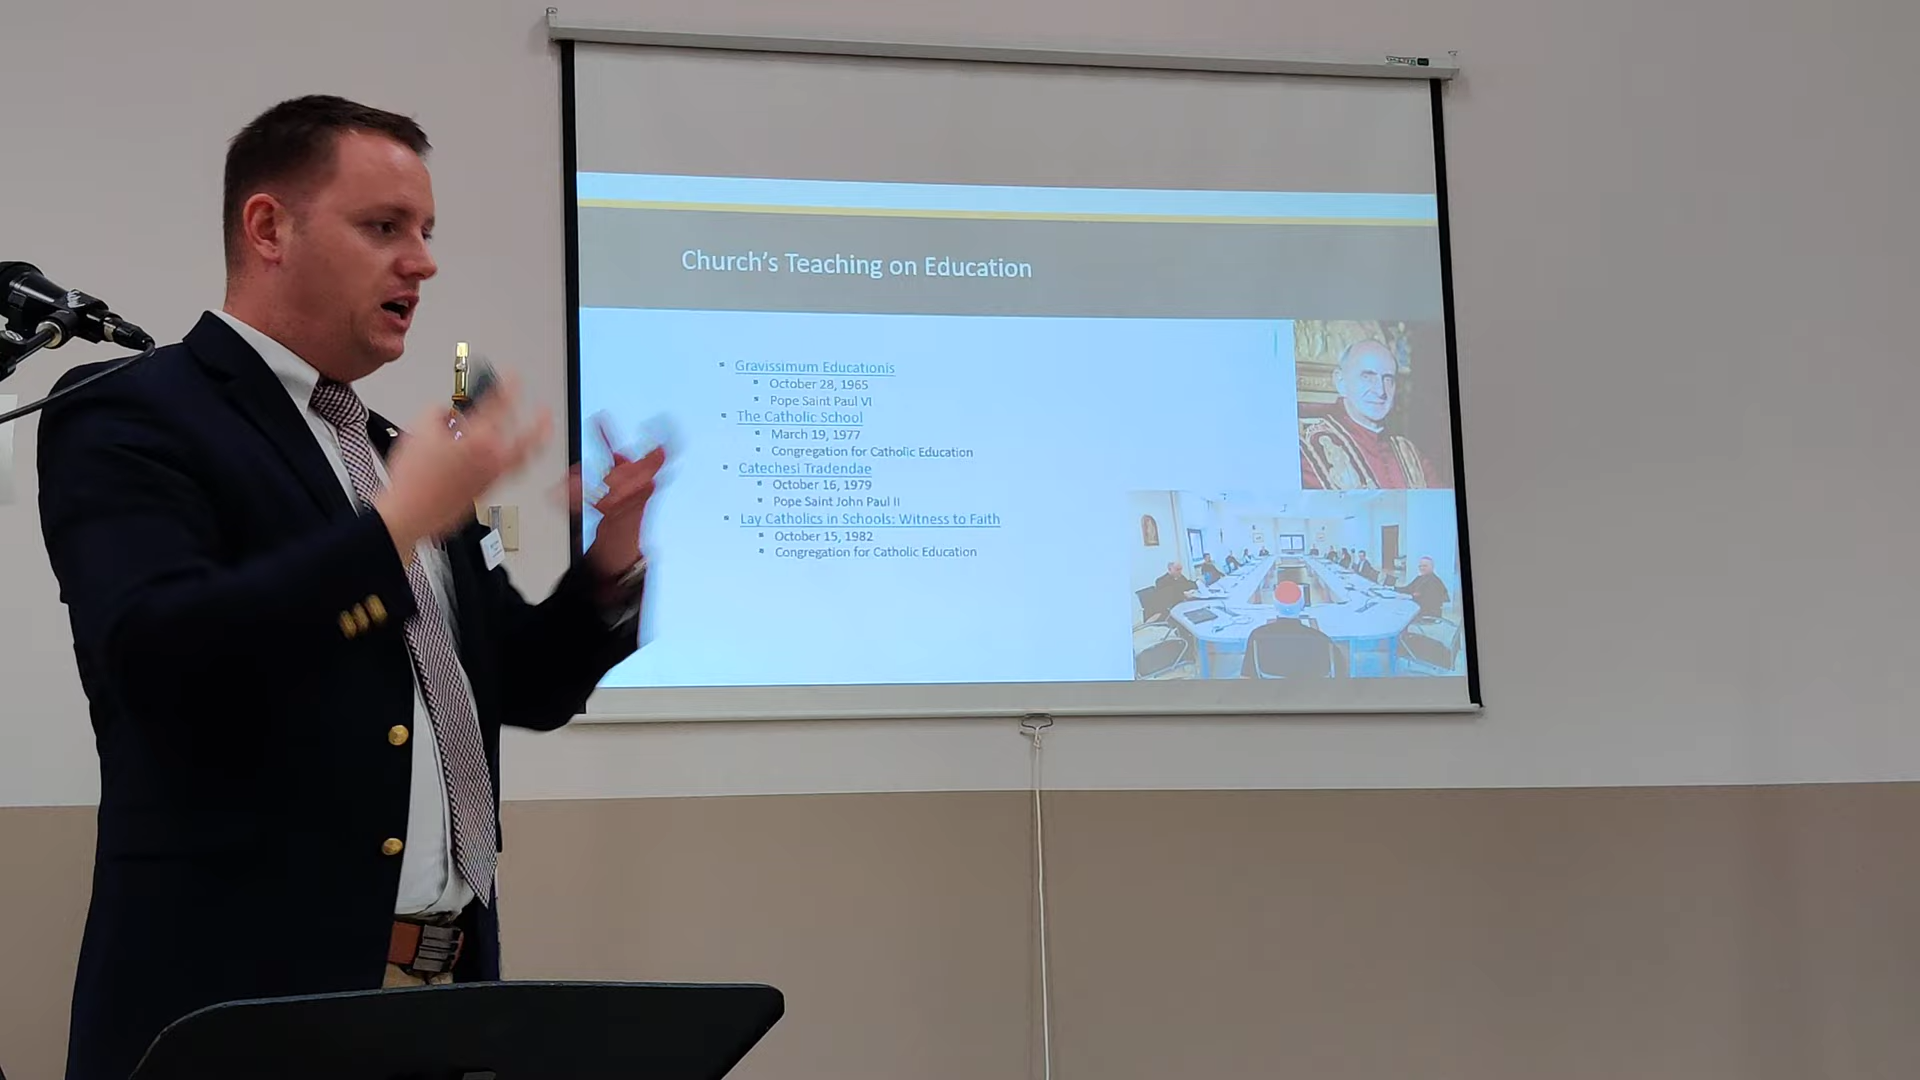 Church's Teaching on Education
Gravissimum Educationis
October 28, 1965
Pope Saint Paul VI
The Catholic School
March 19, 1977
Congregation for Catholic Education
Catechesi Tradendae
October 16, 1979
Pope Saint John Paul II
Lay Catholics in Schools: Witness to Faith
October 15, 1982
Congregation for Catholic Education